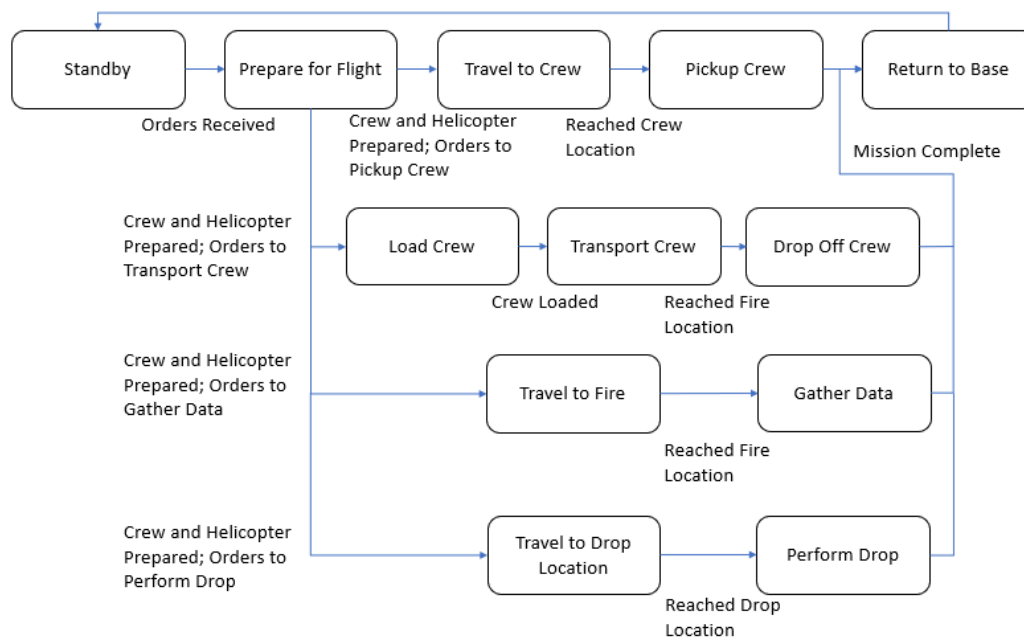 Standby
Prepare for Flight
Travel to Crew
Pickup Crew
Return to Base
Orders Received
Crew and Helicopter
Prepared; Orders to
Pickup Crew
Reached Crew
Location
Mission Complete
Crew and Helicopter
Prepared; Orders to
Transport Crew
Load Crew
Transport Crew
Drop Off Crew
Crew Loaded
Reached Fire
Location
Crew and Helicopter
Prepared; Orders to
Gather Data
Travel to Fire
Gather Data
Reached Fire
Location
Crew and Helicopter
Prepared; Orders to
Perform Drop
Travel to Drop
Location
Perform Drop
Reached Drop
Location